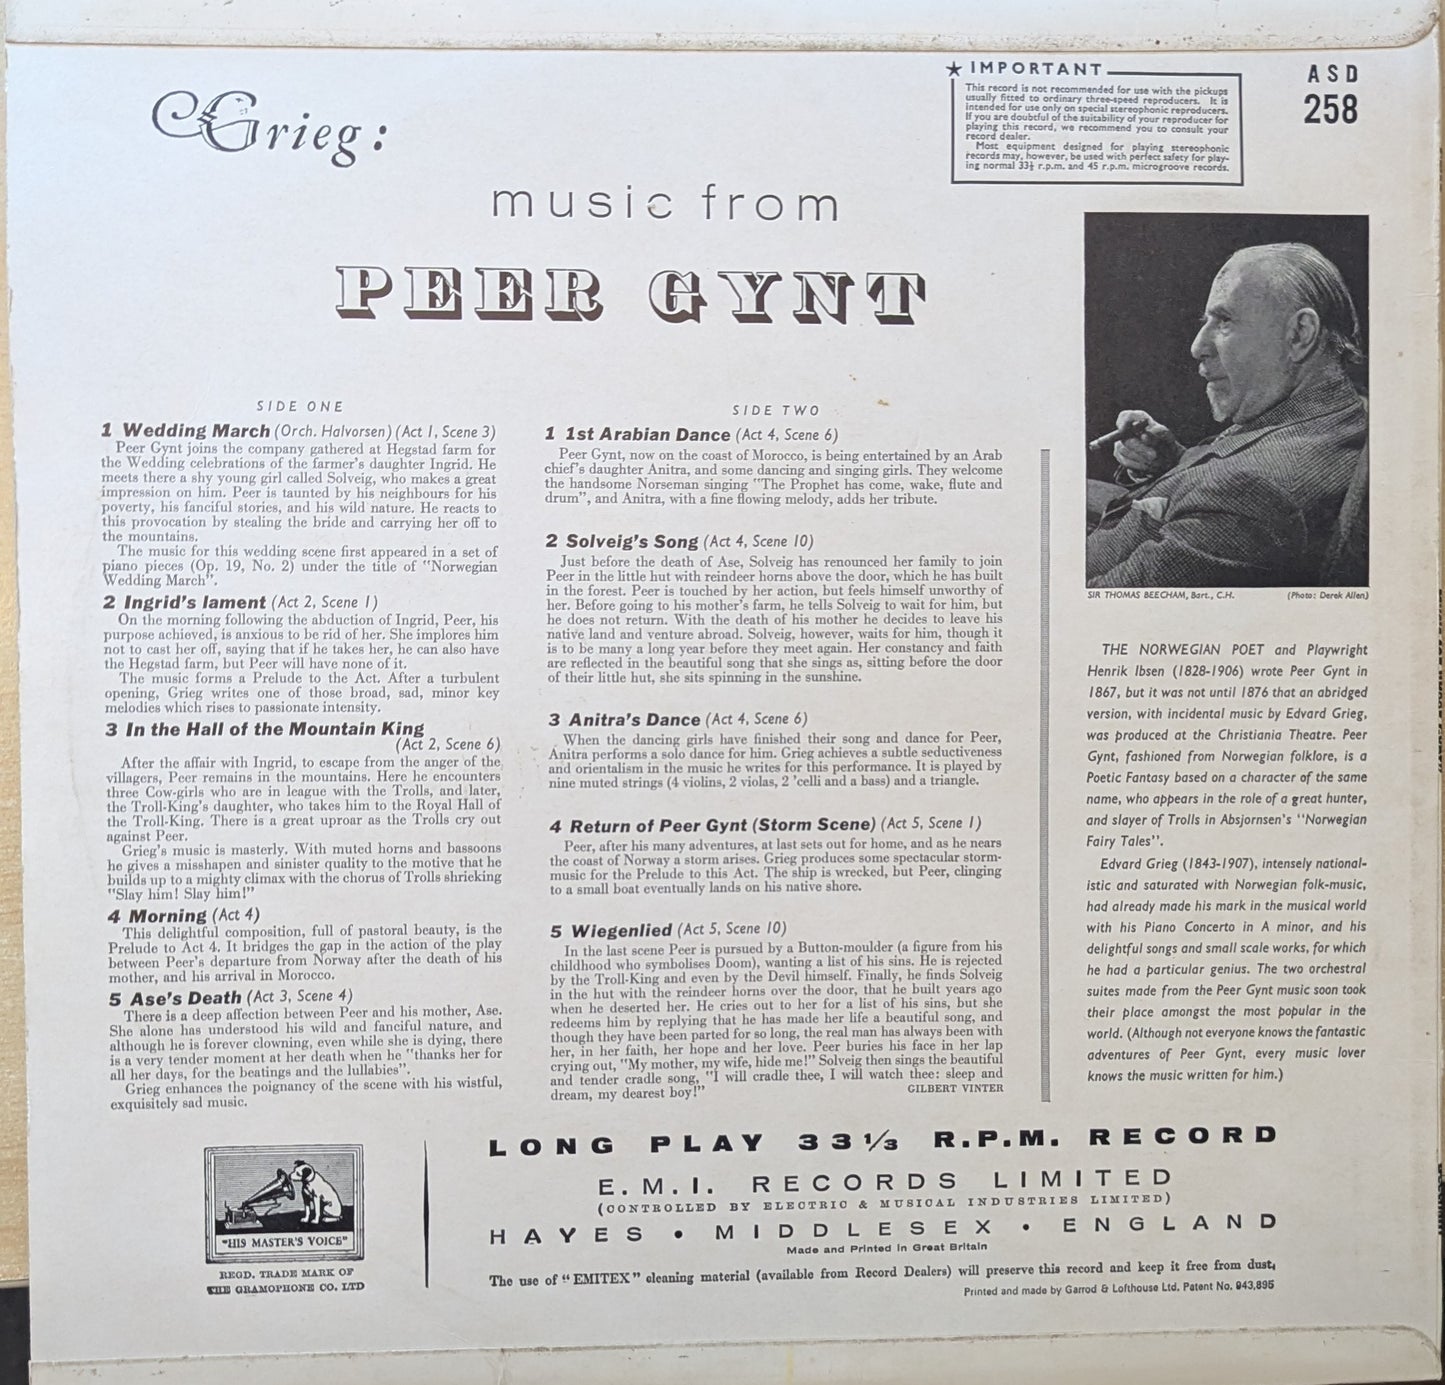 Grieg:
music from
PEER GYNT
★ IMPORTANT
This record is not recommended for use with the pickups
usually fitted to ordinary three-speed reproducers. It is
intended for use only on special stereophonic reproducers.
If you are doubtful of the suitability of your reproducer for
playing this record, we recommend you to consult your
record dealer.
Most equipment designed for playing stereophonic
records may, however, be used with perfect safety for play-
ing normal 33⅓ r.p.m. and 45 r.p.m. microgroove records.
ASD
258
SIDE ONE
1 Wedding March (Orch. Halvorsen) (Act 1, Scene 3)
Peer Gynt joins the company gathered at Hegstad farm for
the Wedding celebrations of the farmer's daughter Ingrid. He
meets there a shy young girl called Solveig, who makes a great
impression on him. Peer is taunted by his neighbours for his
poverty, his fanciful stories, and his wild nature. He reacts to
this provocation by stealing the bride and carrying her off to
the mountains.
The music for this wedding scene first appeared in a set of
piano pieces (Op. 19, No. 2) under the title of "Norwegian
Wedding March".
2 Ingrid's lament (Act 2, Scene 1)
On the morning following the abduction of Ingrid, Peer, his
purpose achieved, is anxious to be rid of her. She implores him
not to cast her off, saying that if he takes her, he can also have
the Hegstad farm, but Peer will have none of it.
The music forms a Prelude to the Act. After a turbulent
opening, Grieg writes one of those broad, sad, minor key
melodies which rises to passionate intensity.
3 In the Hall of the Mountain King
(Act 2, Scene 6)
After the affair with Ingrid, to escape from the anger of the
villagers, Peer remains in the mountains. Here he encounters
three Cow-girls who are in league with the Trolls, and later,
the Troll-King's daughter, who takes him to the Royal Hall of
the Troll-King. There is a great uproar as the Trolls cry out
against Peer.
Grieg's music is masterly. With muted horns and bassoons
he gives a misshapen and sinister quality to the motive that he
builds up to a mighty climax with the chorus of Trolls shrieking
"Slay him! Slay him!"
4 Morning (Act 4)
This delightful composition, full of pastoral beauty, is the
Prelude to Act 4. It bridges the gap in the action of the play
between Peer's departure from Norway after the death of his
mother, and his arrival in Morocco.
5 Ase's Death (Act 3, Scene 4)
There is a deep affection between Peer and his mother, Ase.
She alone has understood his wild and fanciful nature, and
although he is forever clowning, even while she is dying, there
is a very tender moment at her death when he "thanks her for
all her days, for the beatings and the lullabies".
Grieg enhances the poignancy of the scene with his wistful,
exquisitely sad music.
SIDE TWO
1 1st Arabian Dance (Act 4, Scene 6)
Peer Gynt, now on the coast of Morocco, is being entertained by an Arab
chief's daughter Anitra, and some dancing and singing girls. They welcome
the handsome Norseman singing "The Prophet has come, wake, flute and
drum", and Anitra, with a fine flowing melody, adds her tribute.
2 Solveig's Song (Act 4, Scene 10)
Just before the death of Ase, Solveig has renounced her family to join
Peer in the little hut with reindeer horns above the door, which he has built
in the forest. Peer is touched by her action, but feels himself unworthy of
her. Before going to his mother's farm, he tells Solveig to wait for him, but
he does not return. With the death of his mother he decides to leave his
native land and venture abroad. Solveig, however, waits for him, though it
is to be many a long year before they meet again. Her constancy and faith
are reflected in the beautiful song that she sings as, sitting before the door
of their little hut, she sits spinning in the sunshine.
3 Anitra's Dance (Act 4, Scene 6)
When the dancing girls have finished their song and dance for Peer,
Anitra performs a solo dance for him. Grieg achieves a subtle seductiveness
and orientalism in the music he writes for this performance. It is played by
nine muted strings (4 violins, 2 violas, 2 'celli and a bass) and a triangle.
4 Return of Peer Gynt (Storm Scene) (Act 5, Scene 1)
Peer, after his many adventures, at last sets out for home, and as he nears
the coast of Norway a storm arises. Grieg produces some spectacular storm-
music for the Prelude to this Act. The ship is wrecked, but Peer, clinging
to a small boat eventually lands on his native shore.
5 Wiegenlied (Act 5, Scene 10)
In the last scene Peer is pursued by a Button-moulder (a figure from his
childhood who symbolises Doom), wanting a list of his sins. He is rejected
by the Troll-King and even by the Devil himself. Finally, he finds Solveig
in the hut with the reindeer horns over the door, that he built years ago
when he deserted her. He cries out to her for a list of his sins, but she
redeems him by replying that he has made her life a beautiful song, and
though they have been parted for so long, the real man has always been with
her, in her faith, her hope and her love. Peer buries his face in her lap
crying out, "My mother, my wife, hide me!" Solveig then sings the beautiful
and tender cradle song, "I will cradle thee, I will watch thee: sleep and
dream, my dearest boy!"
GILBERT VINTER
SIR THOMAS BEECHAM, Bart., C.H. (Photo: Derek Allen)
THE NORWEGIAN POET and Playwright
Henrik Ibsen (1828-1906) wrote Peer Gynt in
1867, but it was not until 1876 that an abridged
version, with incidental music by Edvard Grieg,
was produced at the Christiania Theatre. Peer
Gynt, fashioned from Norwegian folklore, is a
Poetic Fantasy based on a character of the same
name, who appears in the role of a great hunter,
and slayer of Trolls in Absjornsen's "Norwegian
Fairy Tales".
Edvard Grieg (1843-1907), intensely national-
istic and saturated with Norwegian folk-music,
had already made his mark in the musical world
with his Piano Concerto in A minor, and his
delightful songs and small scale works, for which
he had a particular genius. The two orchestral
suites made from the Peer Gynt music soon took
their place amongst the most popular in the
world. (Although not everyone knows the fantastic
adventures of Peer Gynt, every music lover
knows the music written for him.)
"HIS MASTER'S VOICE"
REGD. TRADE MARK OF
THE GRAMOPHONE CO. LTD
LONG PLAY 33⅓ R.P.M. RECORD
E.M.I. RECORDS LIMITED
(CONTROLLED BY ELECTRIC & MUSICAL INDUSTRIES LIMITED)
HAYES • MIDDLESEX • ENGLAND
Made and Printed in Great Britain
The use of "EMITEX" cleaning material (available from Record Dealers) will preserve this record and keep it free from dust.
Printed and made by Garrod & Lofthouse Ltd. Patent No. 943,895